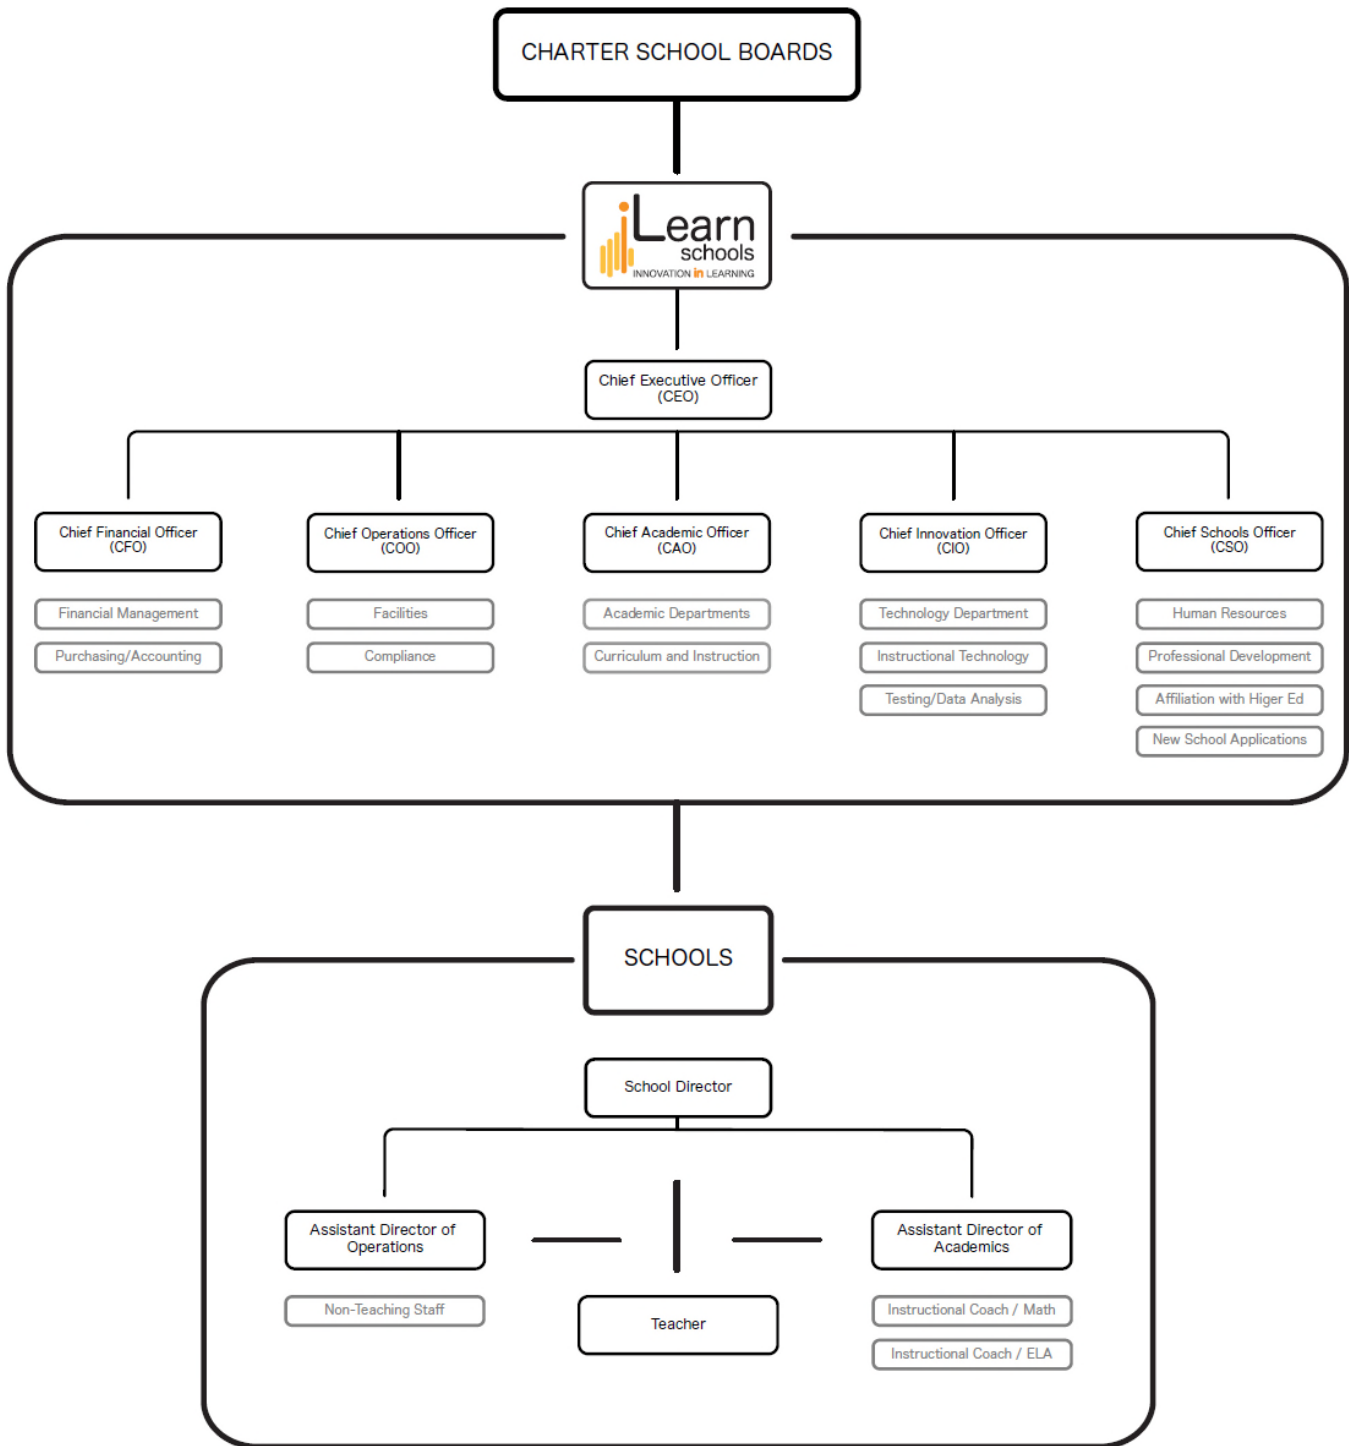 CHARTER SCHOOL BOARDS
iLearn
schools
INNOVATION in LEARNING
Chief Executive Officer
(CEO)
Chief Financial Officer
(CFO)
Financial Management
Purchasing/Accounting
Chief Operations Officer
(COO)
Facilities
Compliance
Chief Academic Officer
(CAO)
Academic Departments
Curriculum and Instruction
Chief Innovation Officer
(CIO)
Technology Department
Instructional Technology
Testing/Data Analysis
Chief Schools Officer
(CSO)
Human Resources
Professional Development
Affiliation with Higer Ed
New School Applications
SCHOOLS
School Director
Assistant Director of
Operations
Non-Teaching Staff
Teacher
Assistant Director of
Academics
Instructional Coach / Math
Instructional Coach / ELA